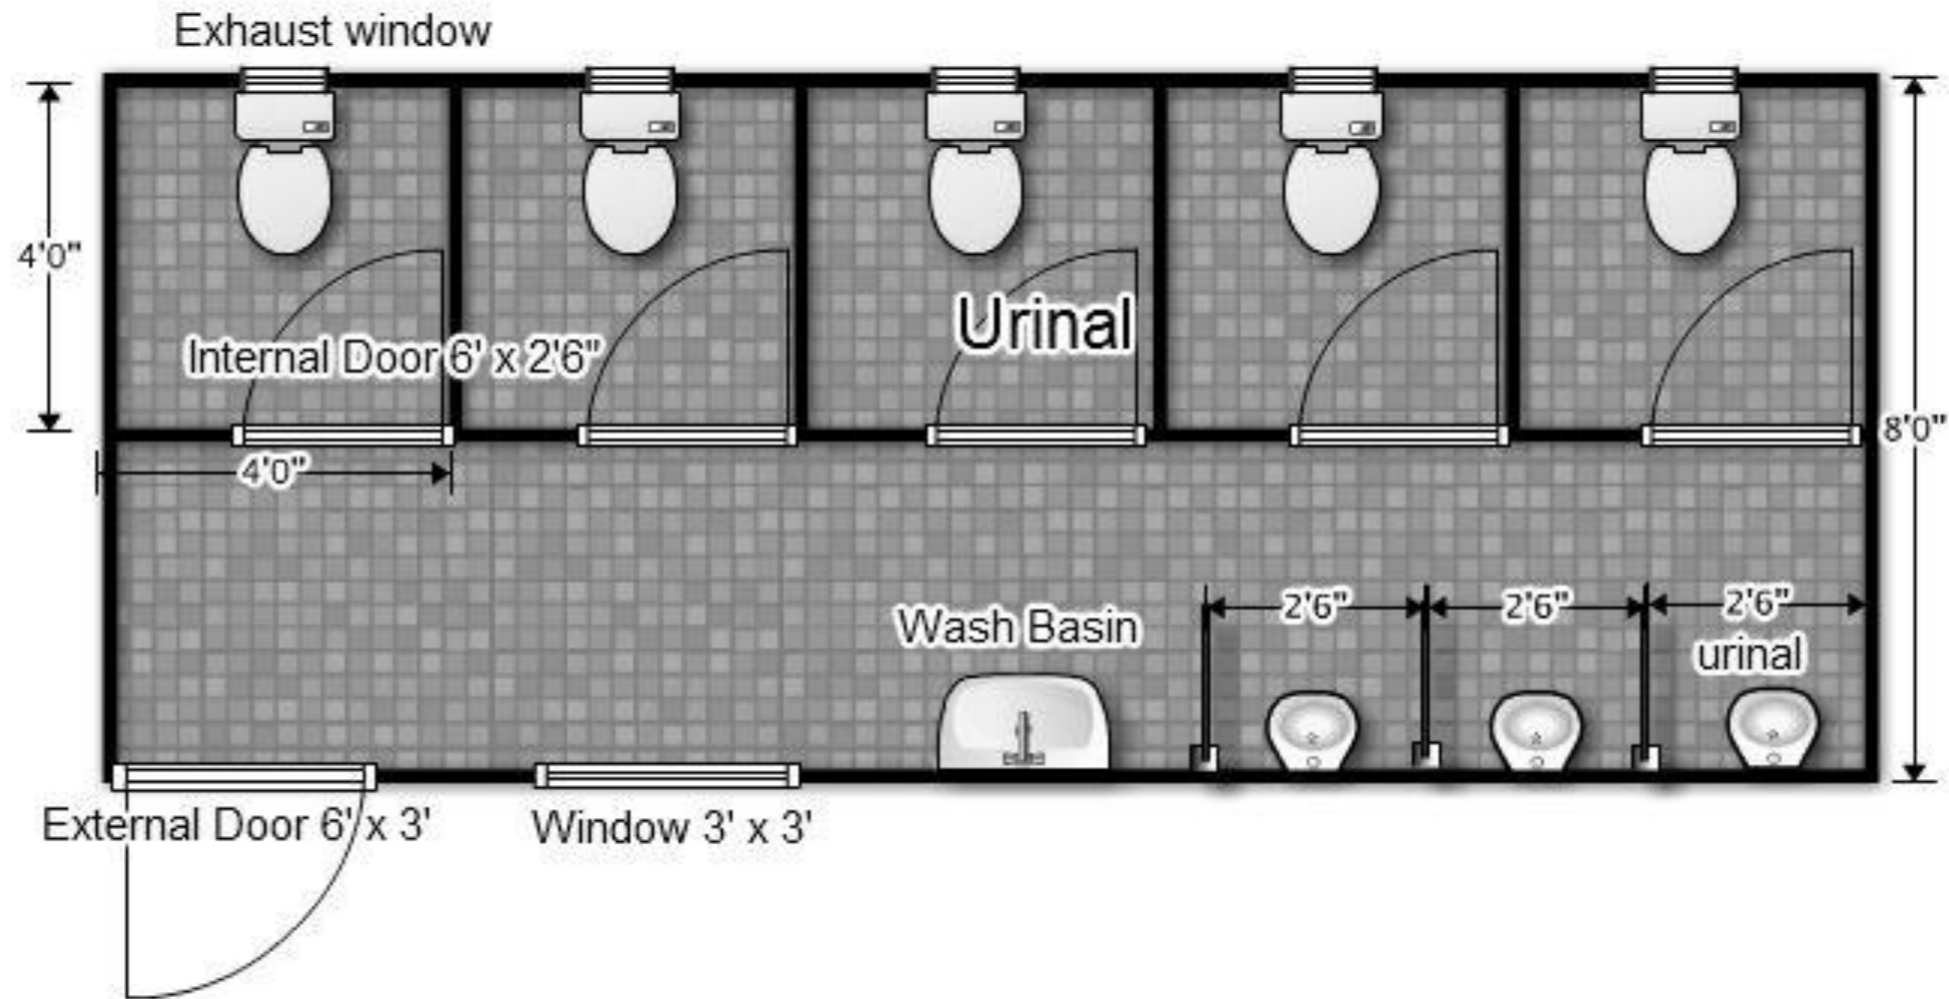 Exhaust window
4'0"
Urinal
Internal Door 6' x 2'6"
8'0"
4'0"
2'6"
2'6"
2'6"
Wash Basin
urinal
External Door 6' x 3'
Window 3' x 3'